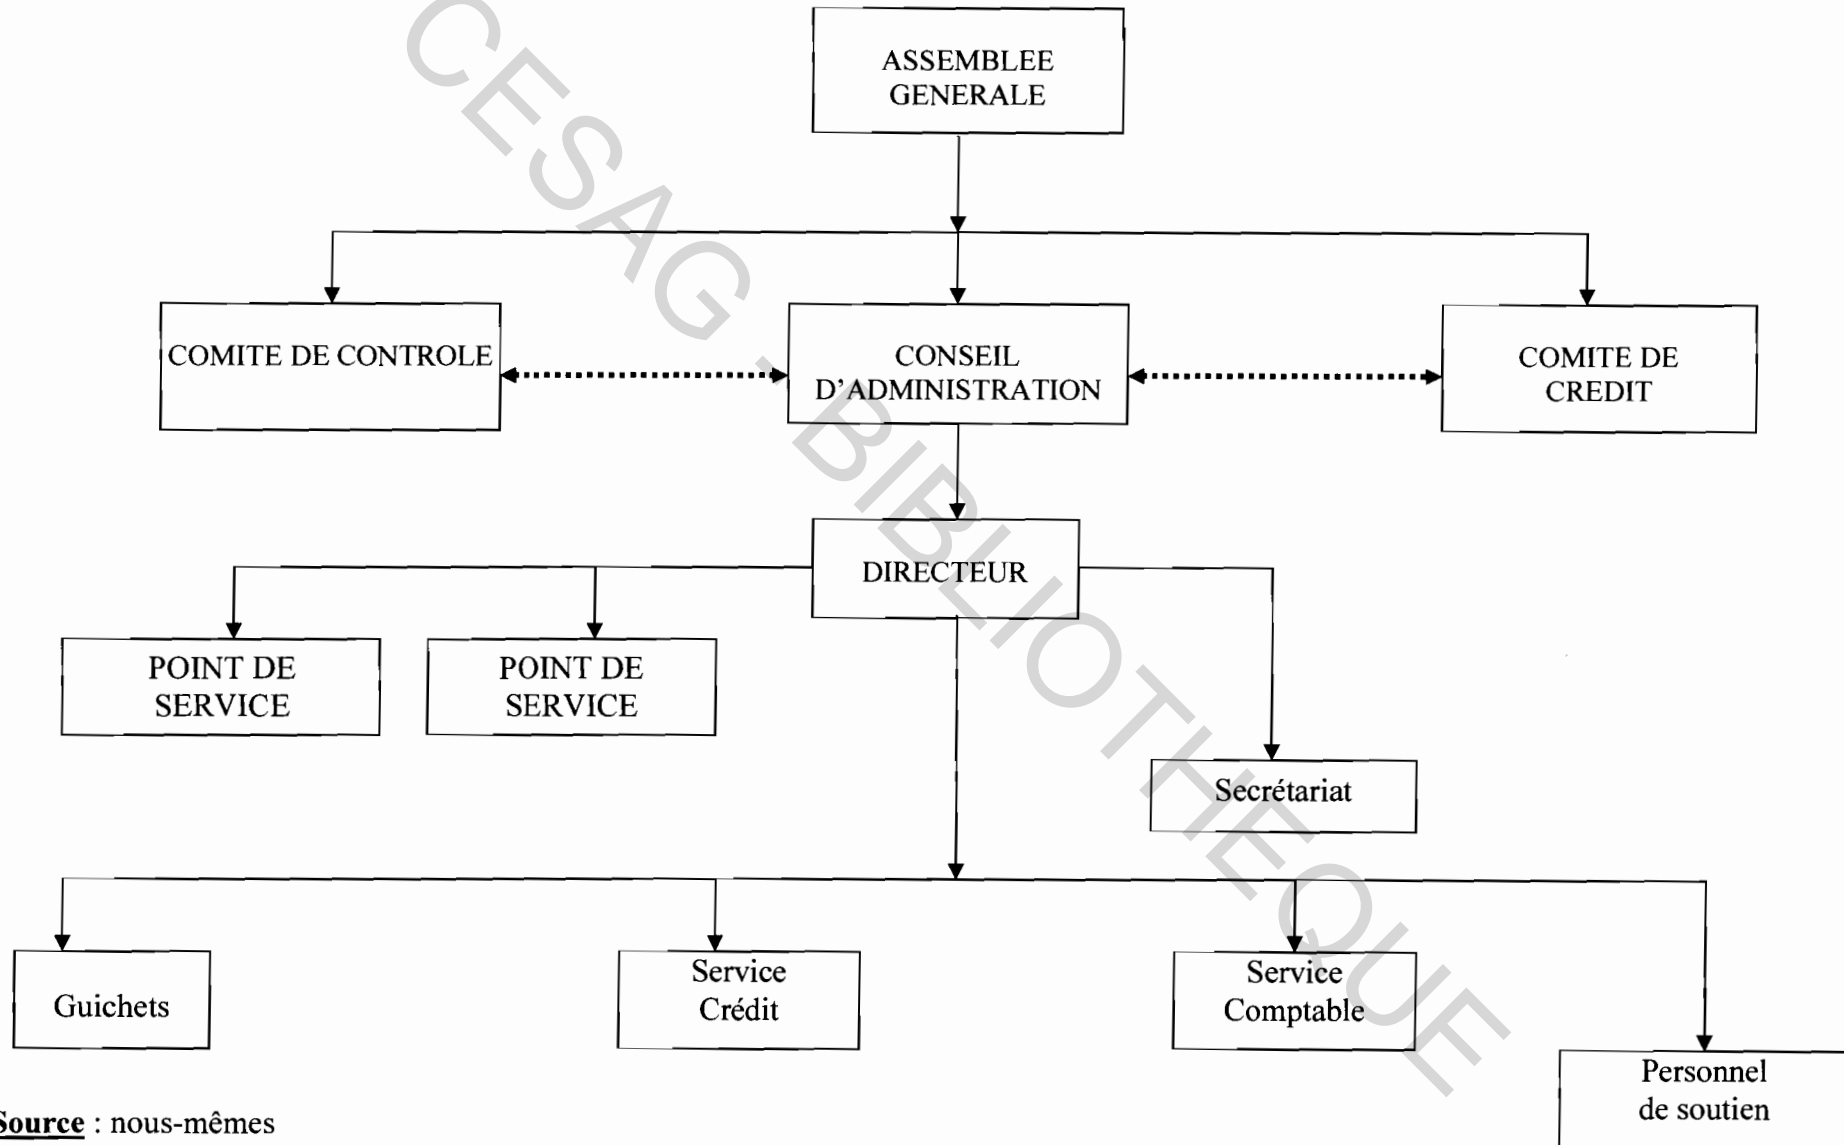 ASSEMBLEE
GENERALE
COMITE DE CONTROLE
CONSEIL
D'ADMINISTRATION
COMITE DE
CREDIT
DIRECTEUR
POINT DE
SERVICE
POINT DE
SERVICE
Secrétariat
Guichets
Service
Crédit
Service
Comptable
Personnel
de soutien
Source : nous-mêmes
CESAG - BIBLIOTHEQUE